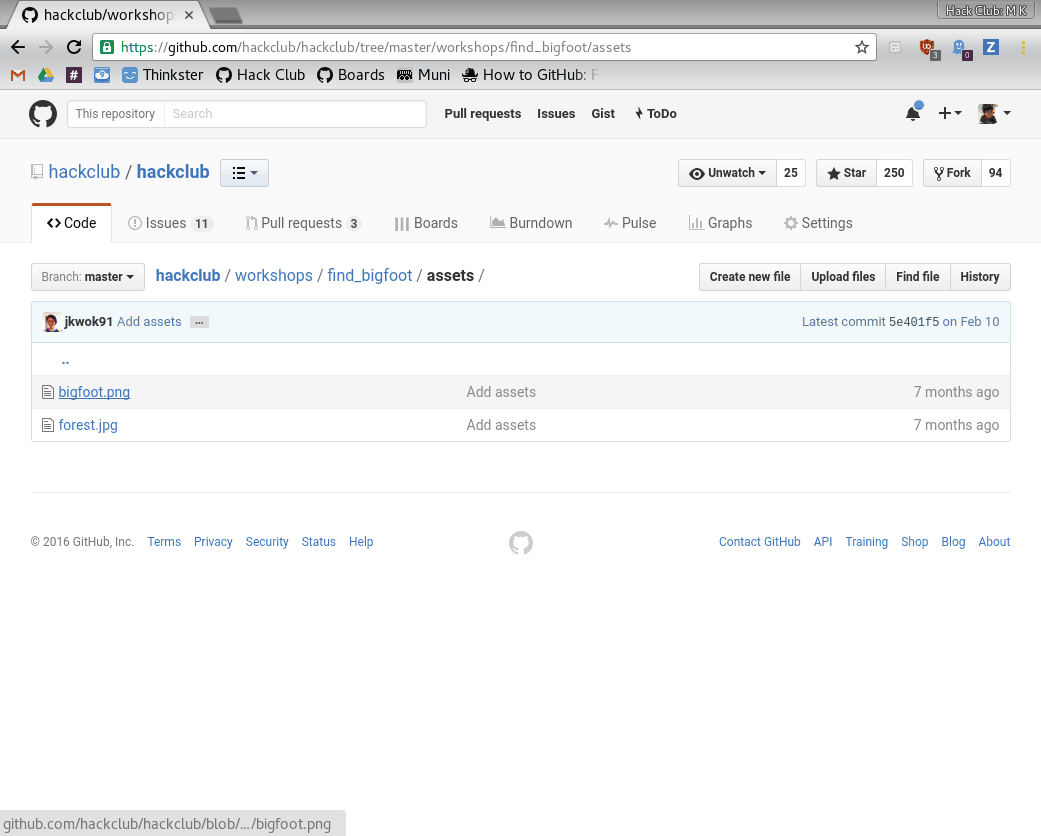 hackclub/workshop
Hack Club: M K
https://github.com/hackclub/hackclub/tree/master/workshops/find_bigfoot/assets
3
0
Z
Thinkster Hack Club Boards Muni How to GitHub: F
This repository Search Pull requests Issues Gist ToDo
hackclub / hackclub Unwatch 25 Star 250 Fork 94
Code Issues 11 Pull requests 3 Boards Burndown Pulse Graphs Settings
Branch: master hackclub / workshops / find_bigfoot / assets / Create new file Upload files Find file History
jkwok91 Add assets … Latest commit 5e401f5 on Feb 10
..
bigfoot.png Add assets 7 months ago
forest.jpg Add assets 7 months ago
© 2016 GitHub, Inc. Terms Privacy Security Status Help Contact GitHub API Training Shop Blog About
github.com/hackclub/hackclub/blob/.../bigfoot.png